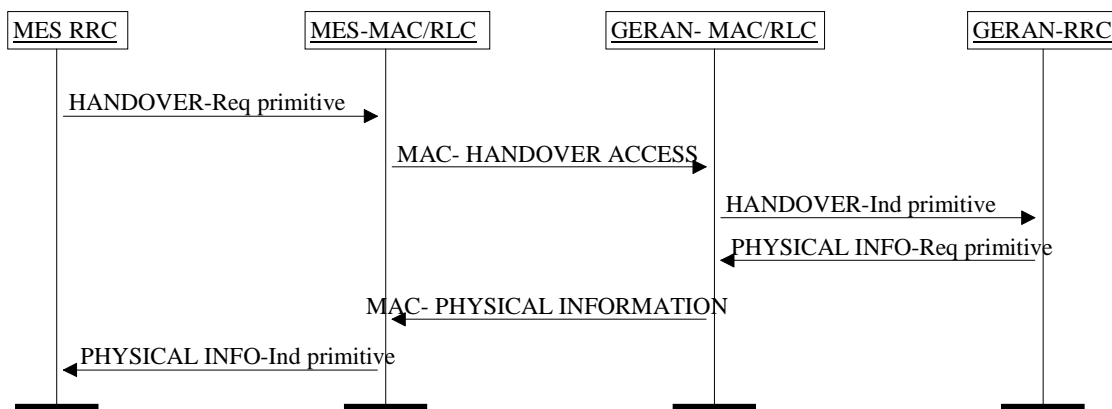 MES RRC
MES-MAC/RLC
GERAN- MAC/RLC
GERAN-RRC
HANDOVER-Req primitive
MAC- HANDOVER ACCESS
HANDOVER-Ind primitive
PHYSICAL INFO-Req primitive
MAC- PHYSICAL INFORMATION
PHYSICAL INFO-Ind primitive